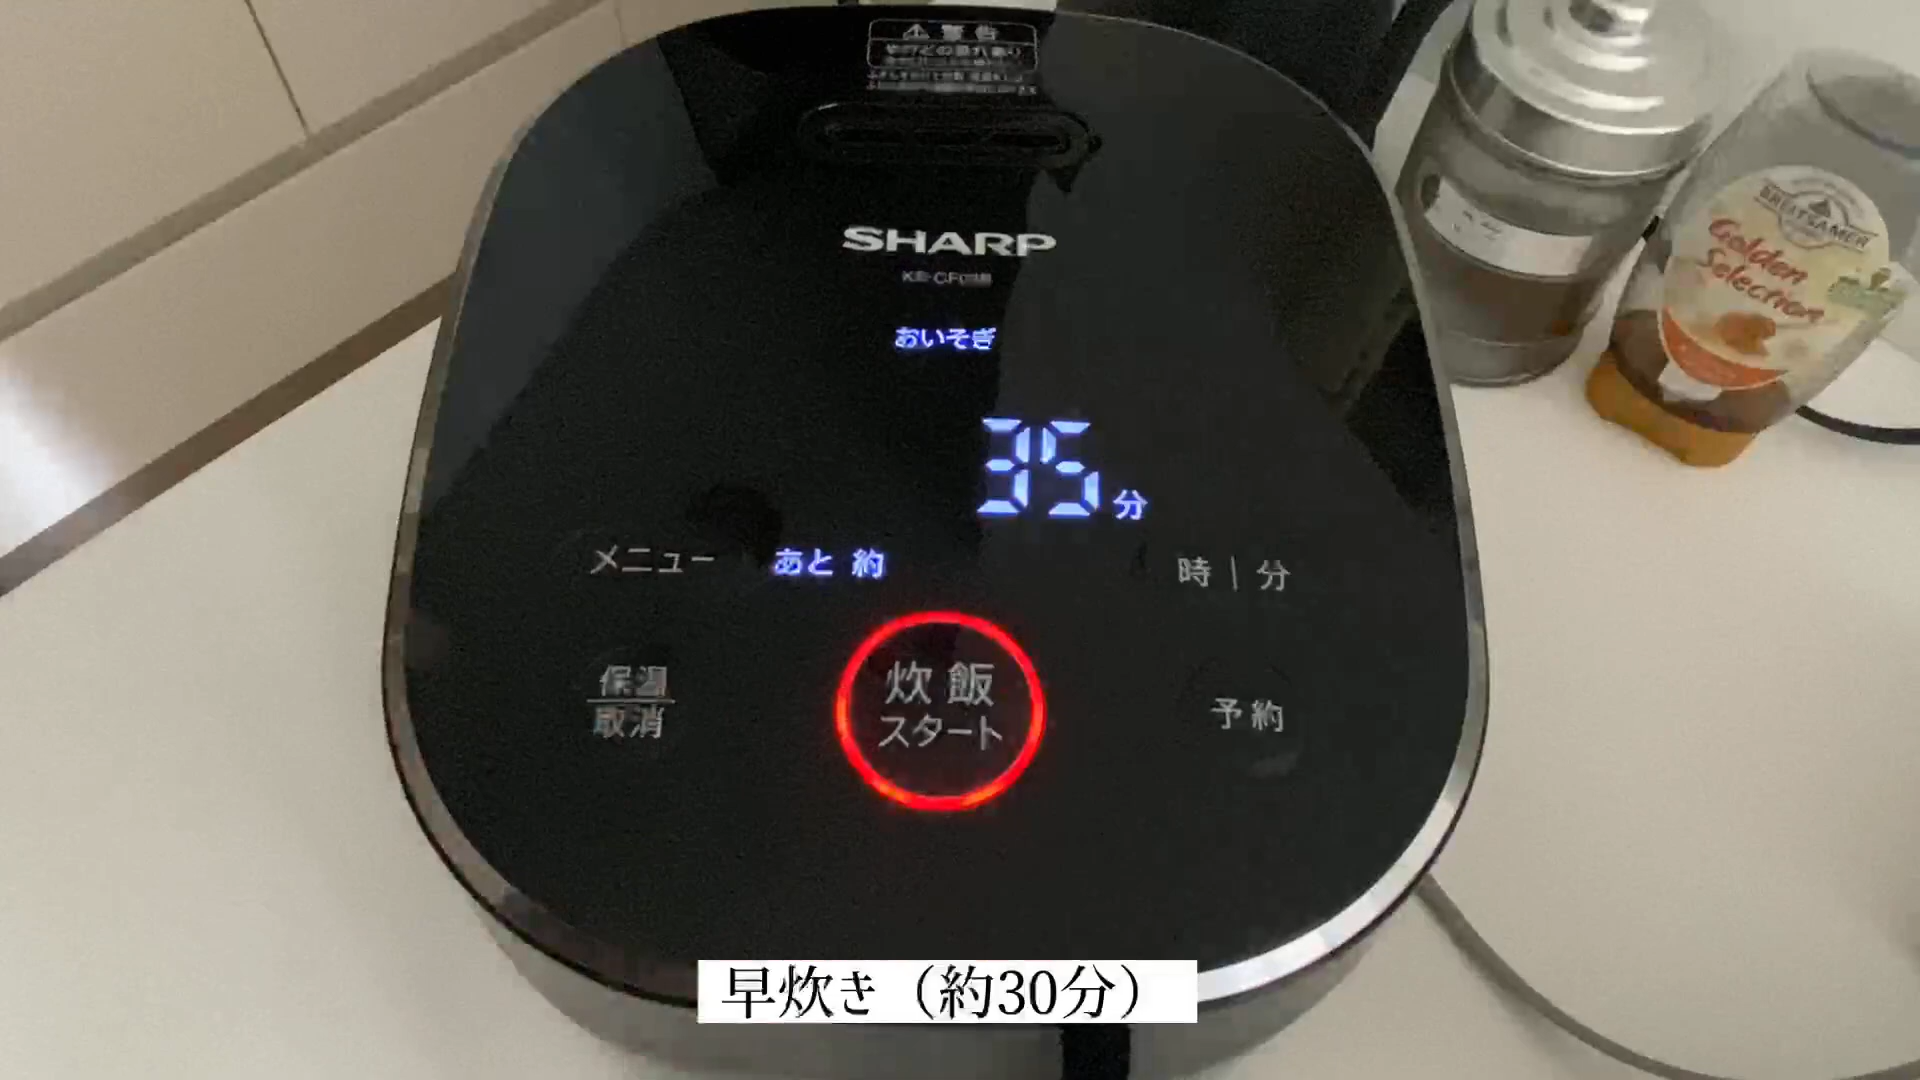 警告
SHARP
おいそぎ
35分
メニュー
あと 約
時 | 分
保温
取消
炊飯
スタート
予約
BREITSAMER
Golden
Selection
早炊き（約30分）